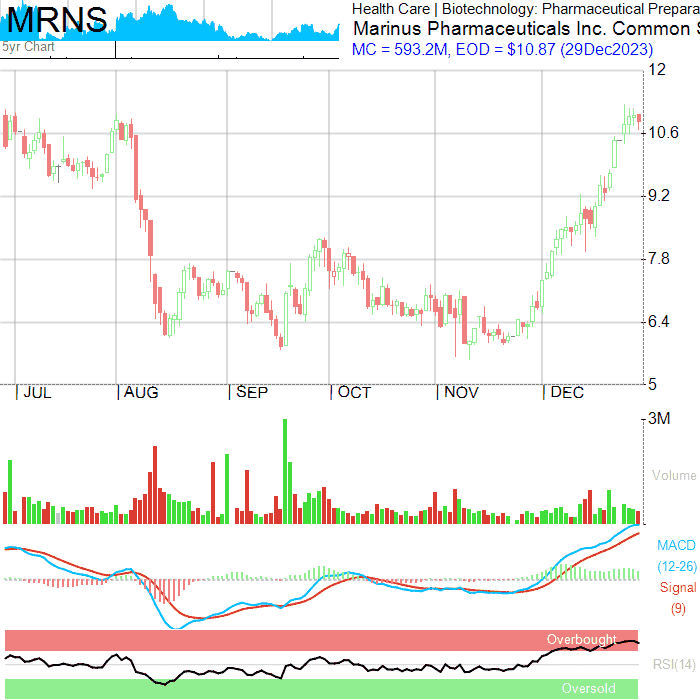 MRNS
5yr Chart
Health Care | Biotechnology: Pharmaceutical Prepara
Marinus Pharmaceuticals Inc. Common S
MC = 593.2M, EOD = $10.87 (29Dec2023)
12
10.6
9.2
7.8
6.4
5
JUL
AUG
SEP
OCT
NOV
DEC
3M
Volume
MACD
(12-26)
Signal
(9)
Overbought
RSI(14)
Oversold